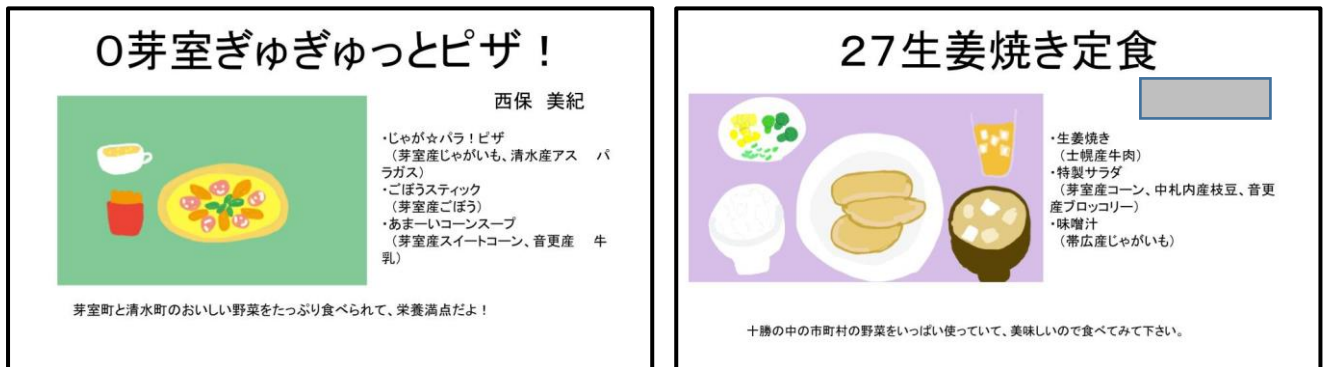 ０芽室ぎゅぎゅっとピザ！
西保　美紀
・じゃが☆パラ！ピザ
（芽室産じゃがいも、清水産アス　パ
ラガス）
・ごぼうスティック
（芽室産ごぼう）
・あまーいコーンスープ
（芽室産スイートコーン、音更産　牛
乳）
芽室町と清水町のおいしい野菜をたっぷり食べられて、栄養満点だよ！
２７生姜焼き定食
・生姜焼き
（士幌産牛肉）
・特製サラダ
（芽室産コーン、中札内産枝豆、音更
産ブロッコリー）
・味噌汁
（帯広産じゃがいも）
十勝の中の市町村の野菜をいっぱい使っていて、美味しいので食べてみて下さい。